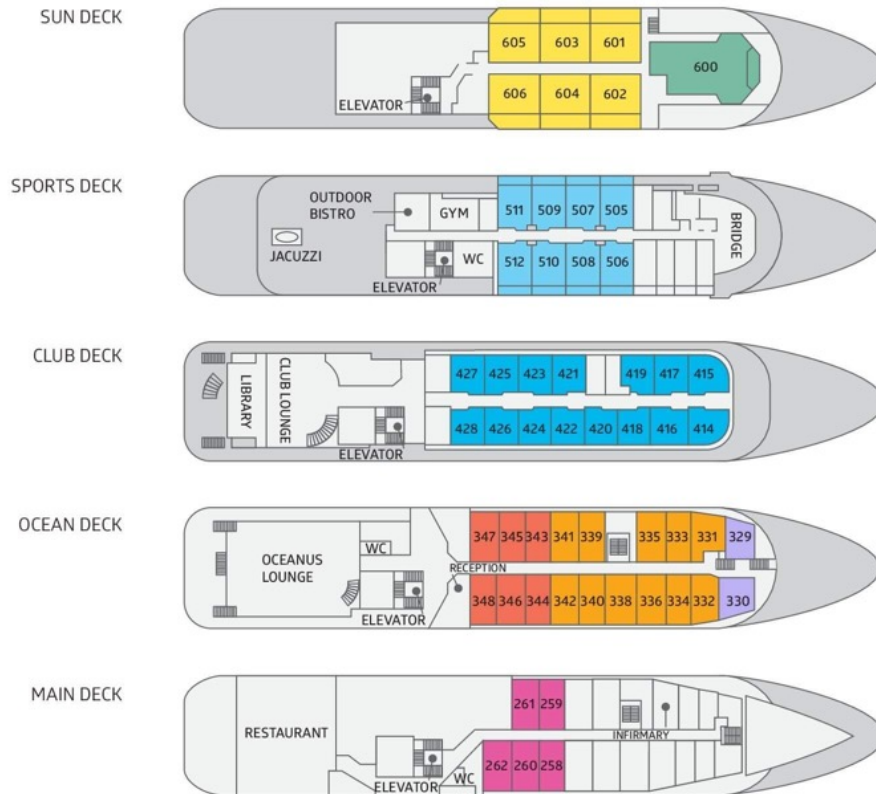 SUN DECK
605 603 601
600
ELEVATOR
606 604 602
SPORTS DECK
OUTDOOR
BISTRO
GYM
511 509 507 505
BRIDGE
JACUZZI
WC
512 510 508 506
ELEVATOR
CLUB DECK
LIBRARY
CLUB LOUNGE
427 425 423 421 419 417 415
428 426 424 422 420 418 416 414
ELEVATOR
OCEAN DECK
347 345 343 341 339 335 333 331 329
WC
OCEANUS
LOUNGE
RECEPTION
348 346 344 342 340 338 336 334 332 330
ELEVATOR
MAIN DECK
261 259
RESTAURANT
INFIRMARY
262 260 258
WC
ELEVATOR